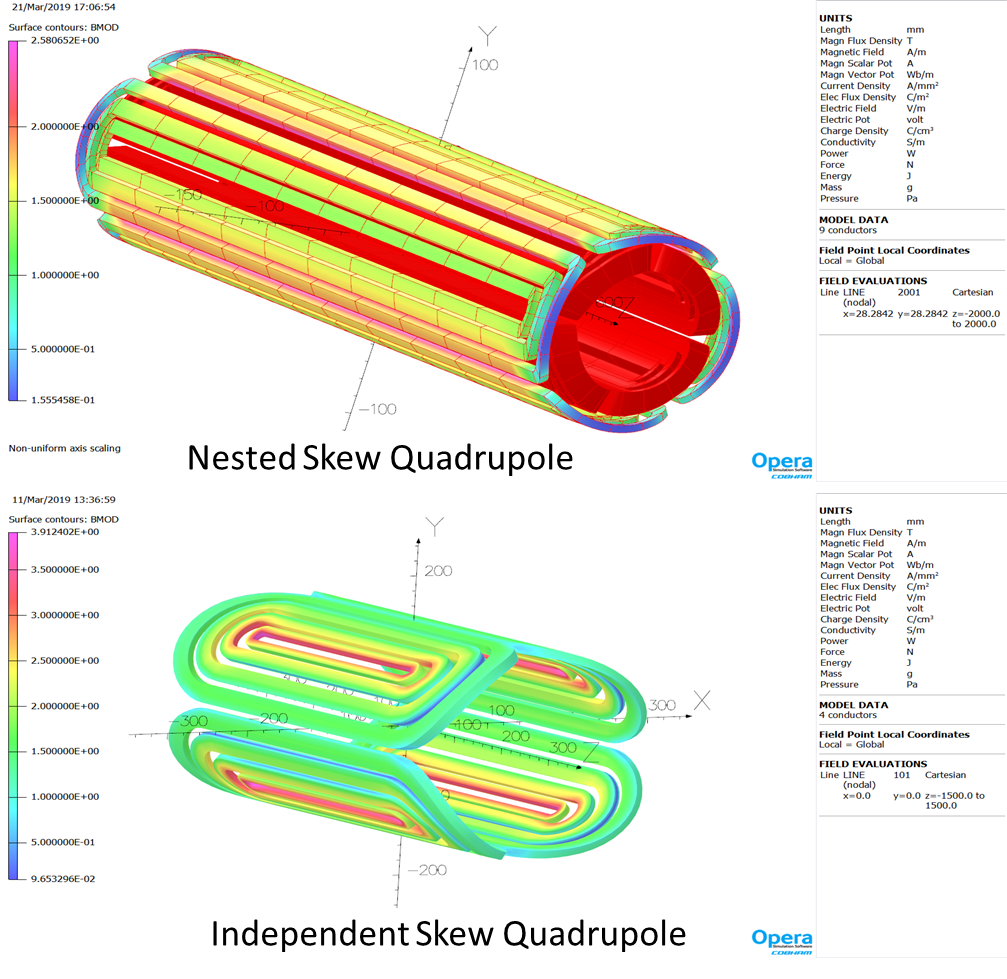 21/Mar/2019 17:06:54
Surface contours: BMOD
2.580652E+00
2.000000E+00
1.500000E+00
1.000000E+00
5.000000E-01
1.555458E-01
Non-uniform axis scaling
Y
100
-150
-100
Z
-100
Nested Skew Quadrupole
UNITS
Length mm
Magn Flux Density T
Magnetic Field A/m
Magn Scalar Pot A
Magn Vector Pot Wb/m
Current Density A/mm²
Elec Flux Density C/m²
Electric Field V/m
Electric Pot volt
Charge Density C/cm³
Conductivity S/m
Power W
Force N
Energy J
Mass g
Pressure Pa
MODEL DATA
9 conductors
Field Point Local Coordinates
Local = Global
FIELD EVALUATIONS
Line LINE 2001 Cartesian
(nodal)
x=28.2842 y=28.2842 z=-2000.0
to 2000.0
Opera
Simulation Software
COBHAM
11/Mar/2019 13:36:59
Surface contours: BMOD
3.912402E+00
3.500000E+00
3.000000E+00
2.500000E+00
2.000000E+00
1.500000E+00
1.000000E+00
5.000000E-01
9.653296E-02
Y
200
300
X
-300
-200
100
-100
200
300
Z
-200
Independent Skew Quadrupole
UNITS
Length mm
Magn Flux Density T
Magnetic Field A/m
Magn Scalar Pot A
Magn Vector Pot Wb/m
Current Density A/mm²
Elec Flux Density C/m²
Electric Field V/m
Electric Pot volt
Charge Density C/cm³
Conductivity S/m
Power W
Force N
Energy J
Mass g
Pressure Pa
MODEL DATA
4 conductors
Field Point Local Coordinates
Local = Global
FIELD EVALUATIONS
Line LINE 101 Cartesian
(nodal)
x=0.0 y=0.0 z=-1500.0 to
1500.0
Opera
Simulation Software
COBHAM